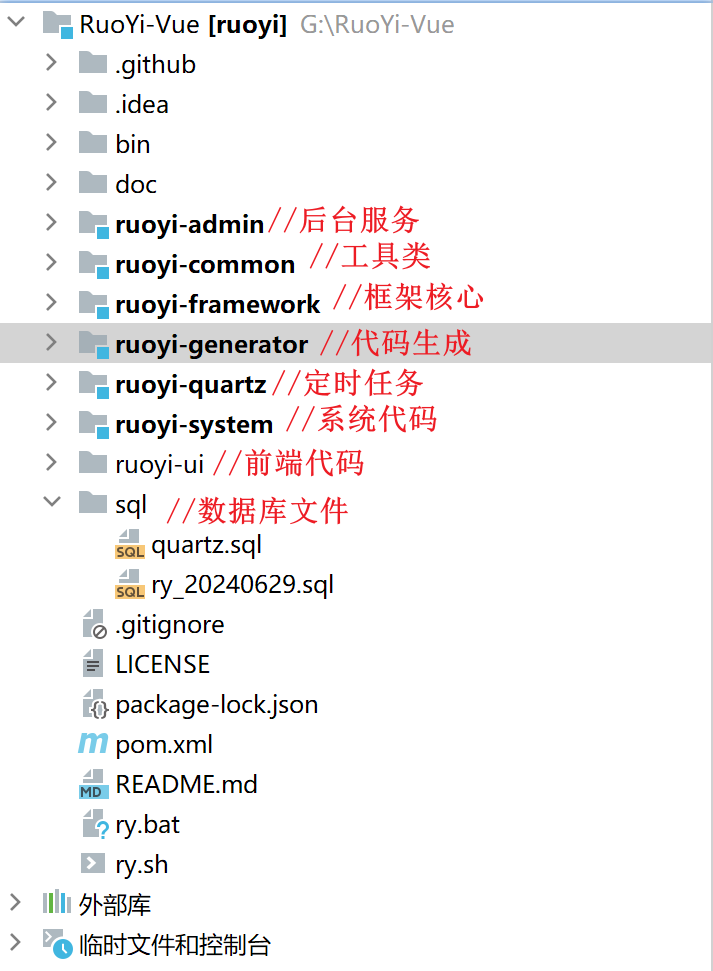 RuoYi-Vue [ruoyi] G:\RuoYi-Vue
.github
.idea
bin
doc
ruoyi-admin //后台服务
ruoyi-common //工具类
ruoyi-framework //框架核心
ruoyi-generator //代码生成
ruoyi-quartz //定时任务
ruoyi-system //系统代码
ruoyi-ui //前端代码
sql //数据库文件
SQL quartz.sql
SQL ry_20240629.sql
.gitignore
LICENSE
package-lock.json
m pom.xml
MD README.md
ry.bat
ry.sh
外部库
临时文件和控制台